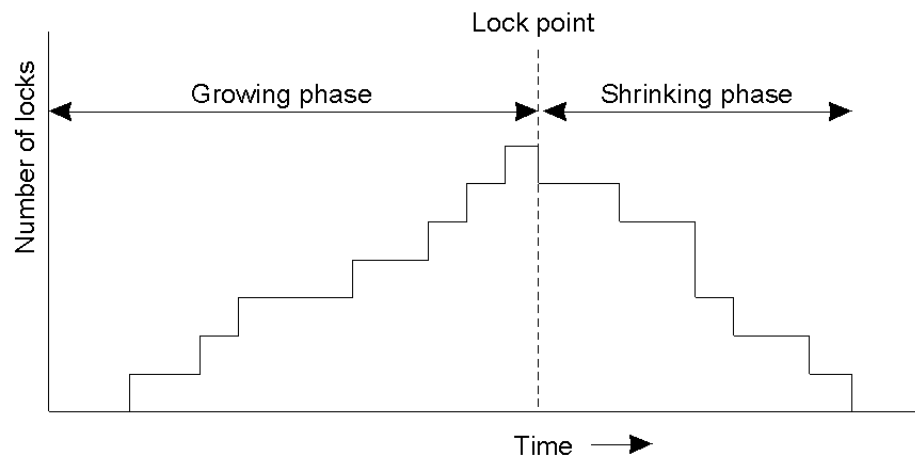 Lock point
Growing phase
Shrinking phase
Number of locks
Time